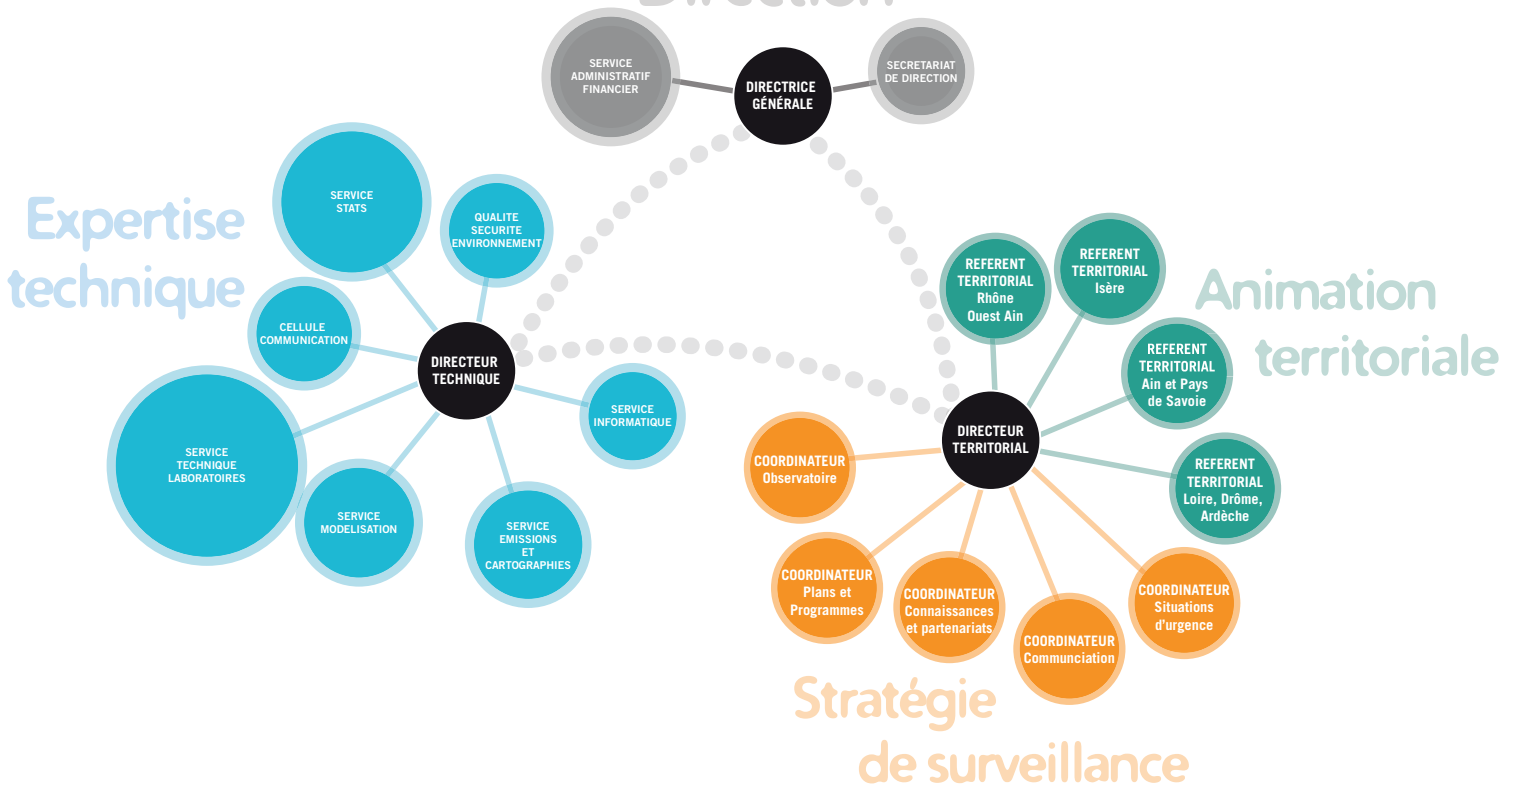 Direction
SERVICE
ADMINISTRATIF
FINANCIER
DIRECTRICE
GÉNÉRALE
SECRETARIAT
DE DIRECTION
Expertise
technique
SERVICE
STATS
QUALITE
SECURITE
ENVIRONNEMENT
CELLULE
COMMUNICATION
DIRECTEUR
TECHNIQUE
SERVICE
INFORMATIQUE
SERVICE
TECHNIQUE
LABORATOIRES
SERVICE
MODELISATION
SERVICE
EMISSIONS
ET
CARTOGRAPHIES
Animation
territoriale
REFERENT
TERRITORIAL
Rhône
Ouest Ain
REFERENT
TERRITORIAL
Isère
REFERENT
TERRITORIAL
Ain et Pays
de Savoie
REFERENT
TERRITORIAL
Loire, Drôme,
Ardèche
DIRECTEUR
TERRITORIAL
COORDINATEUR
Observatoire
COORDINATEUR
Plans et
Programmes
COORDINATEUR
Connaissances
et partenariats
COORDINATEUR
Communciation
COORDINATEUR
Situations
d'urgence
Stratégie
de surveillance